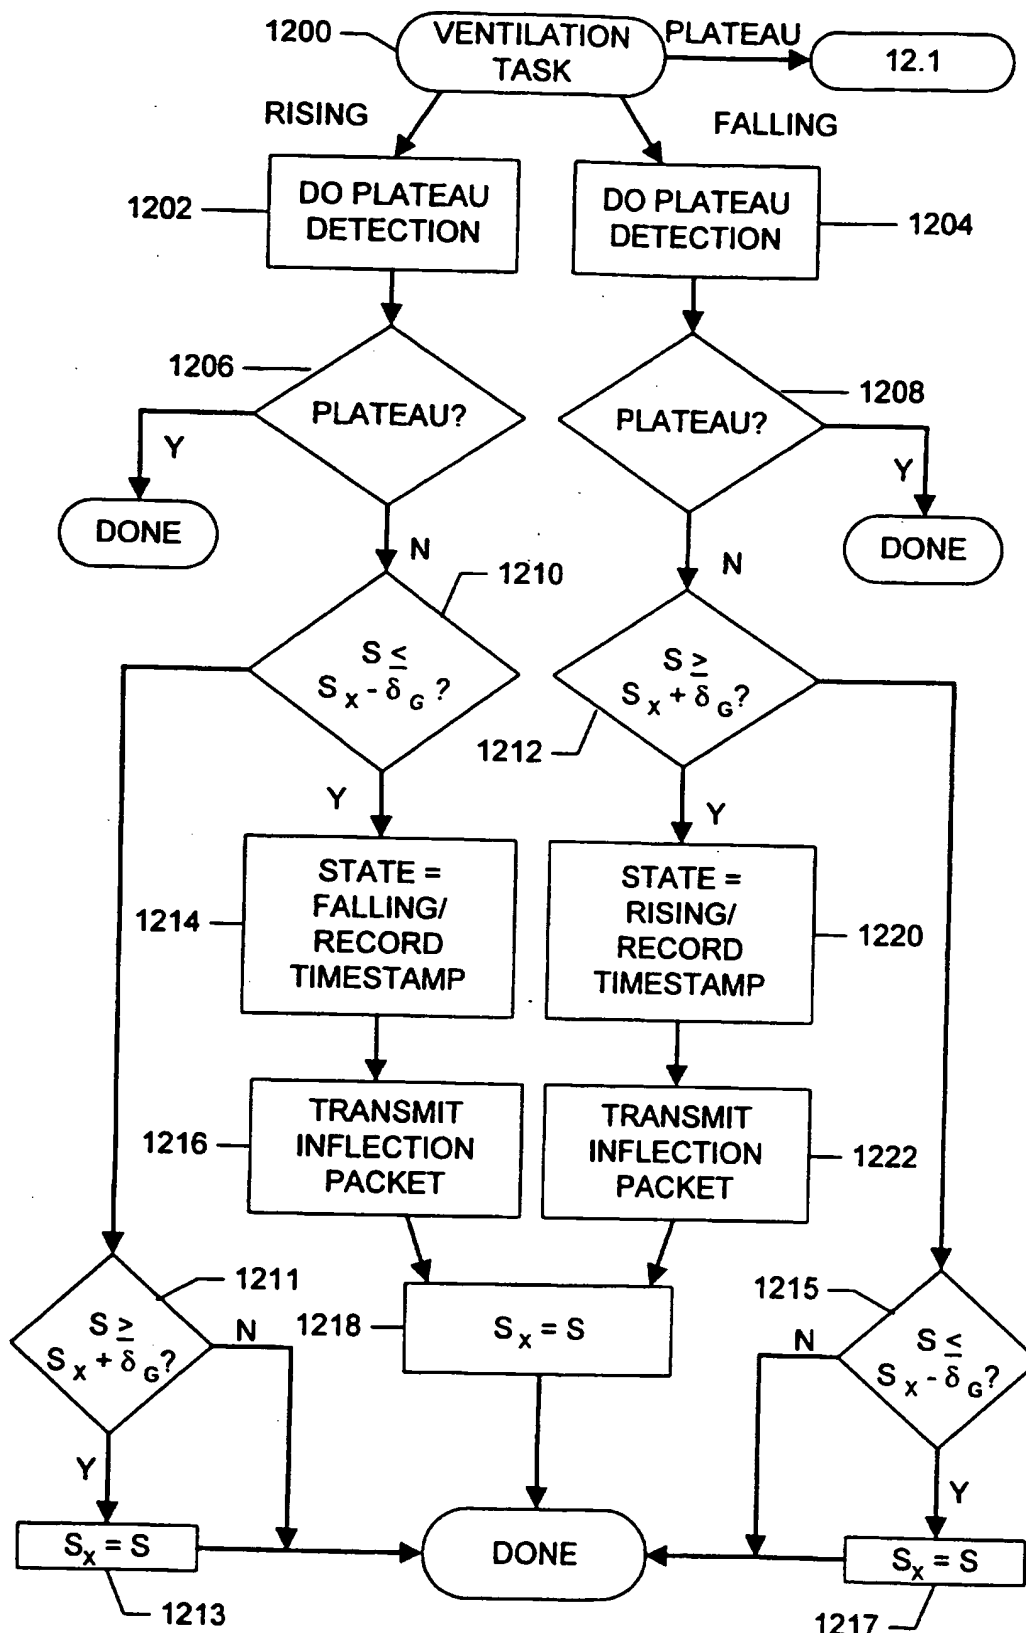 1200
VENTILATION
TASK
PLATEAU
12.1
RISING
FALLING
1202
DO PLATEAU
DETECTION
DO PLATEAU
DETECTION
1204
1206
PLATEAU?
Y
DONE
N
PLATEAU?
1208
Y
DONE
N
1210
S ≤
S X - δ G ?
S ≥
S X + δ G ?
1212
Y
Y
1214
STATE =
FALLING/
RECORD
TIMESTAMP
STATE =
RISING/
RECORD
TIMESTAMP
1220
1216
TRANSMIT
INFLECTION
PACKET
TRANSMIT
INFLECTION
PACKET
1222
1211
S ≥
S X + δ G ?
N
Y
1218
S X = S
1215
S ≤
S X - δ G ?
N
Y
S X = S
1213
DONE
S X = S
1217